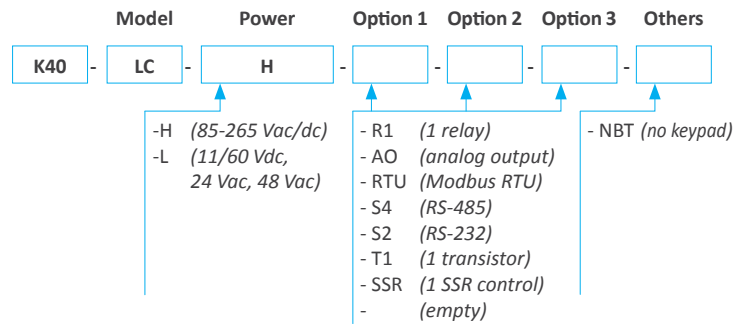 Model Power Option 1 Option 2 Option 3 Others
K40 - LC - H - - - -
-H (85-265 Vac/dc) - R1 (1 relay) - NBT (no keypad)
-L (11/60 Vdc, - AO (analog output)
24 Vac, 48 Vac) - RTU (Modbus RTU)
- S4 (RS-485)
- S2 (RS-232)
- T1 (1 transistor)
- SSR (1 SSR control)
- (empty)